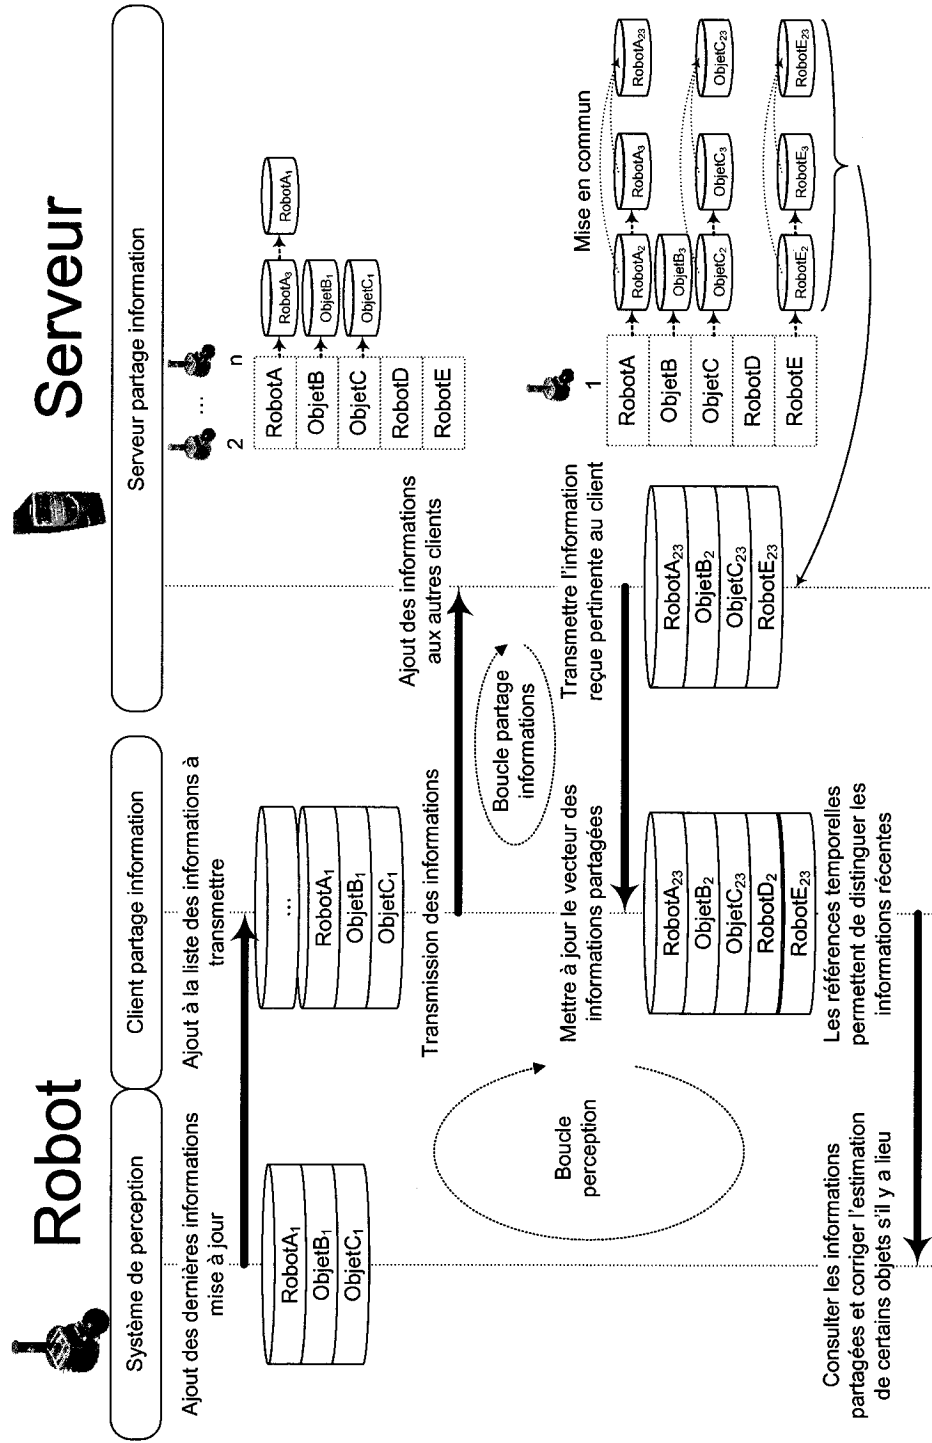 Robot
Serveur
Système de perception
Client partage information
Serveur partage information
Ajout des dernières informations
mise à jour
Ajout à la liste des informations à
transmettre
2
...
n
RobotA1
ObjetB1
ObjetC1
...
RobotA1
ObjetB1
ObjetC1
RobotA
ObjetB
ObjetC
RobotD
RobotE
RobotA3
RobotA1
ObjetB1
ObjetC1
Transmission des informations
Ajout des informations
aux autres clients
Boucle partage
informations
Boucle
perception
Mettre à jour le vecteur des
informations partagées
Transmettre l'information
reçue pertinente au client
1
Mise en commun
RobotA23
ObjetB2
ObjetC23
RobotD2
RobotE23
RobotA23
ObjetB2
ObjetC23
RobotE23
RobotA
ObjetB
ObjetC
RobotD
RobotE
RobotA2
RobotA3
RobotA23
ObjetB3
ObjetC2
ObjetC3
ObjetC23
RobotE2
RobotE3
RobotE23
Consulter les informations
partagées et corriger l'estimation
de certains objets s'il y a lieu
Les références temporelles
permettent de distinguer les
informations récentes